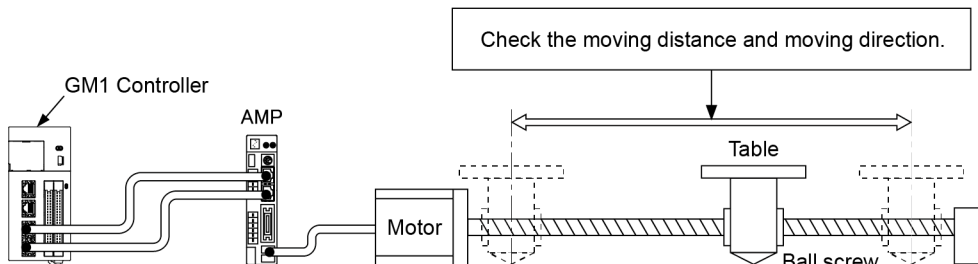 Check the moving distance and moving direction.
GM1 Controller
AMP
Table
Motor
Ball screw